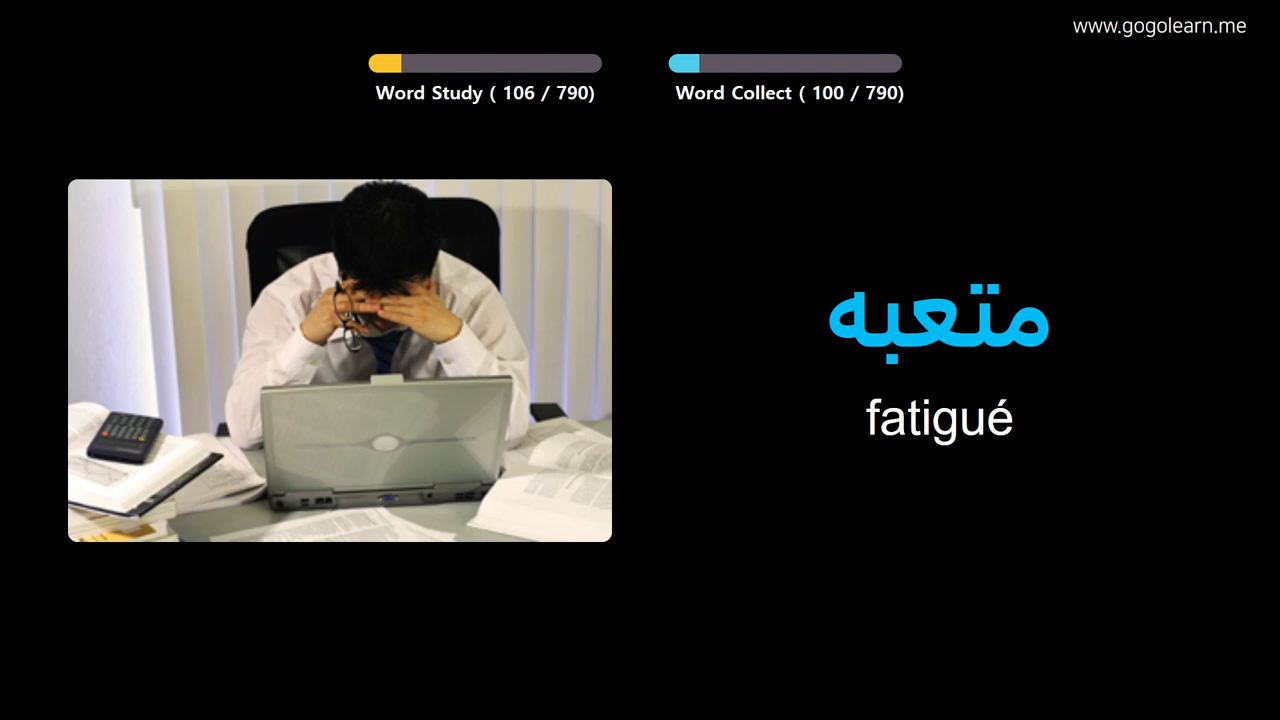 www.gogolearn.me
Word Study ( 106 / 790)
Word Collect ( 100 / 790)
متعبه
fatigué